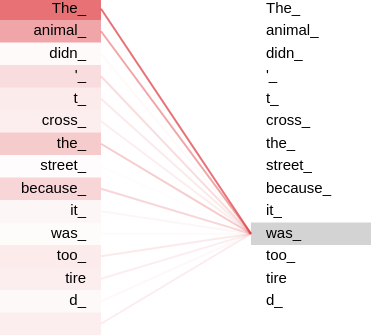 The_ The_
animal_ animal_
didn_ didn_
'_ '_
t_ t_
cross_ cross_
the_ the_
street_ street_
because_ because_
it_ it_
was_ was_
too_ too_
tire tire
d_ d_